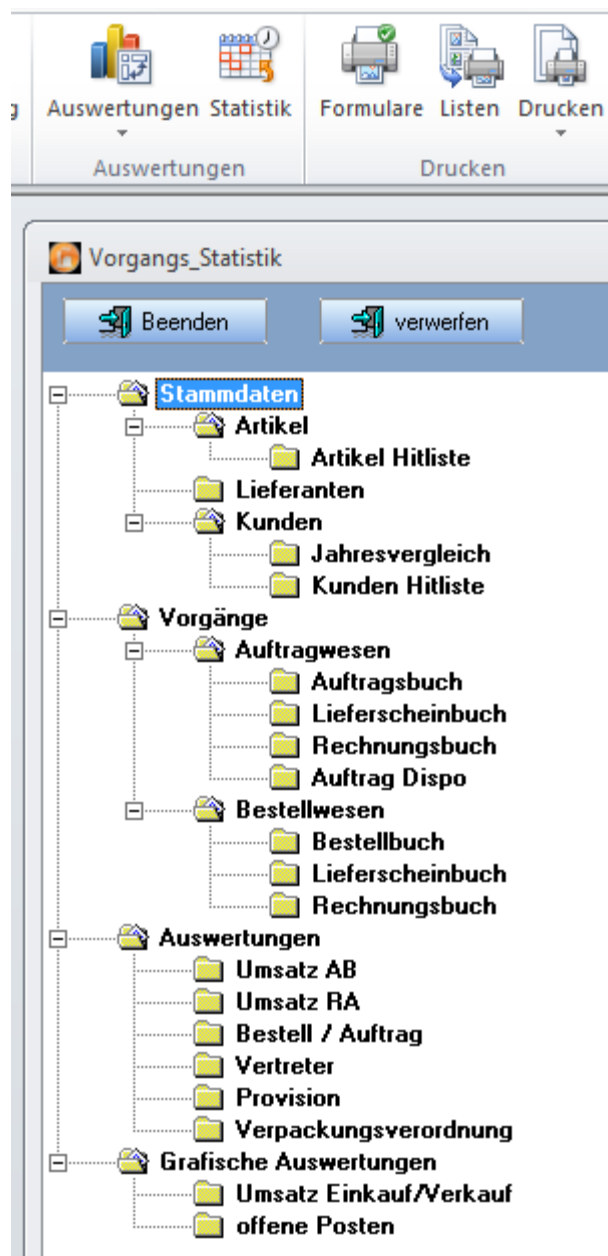 g Auswertungen Statistik Formulare Listen Drucken
Auswertungen Drucken
Vorgangs_Statistik
Beenden verwerfen
Stammdaten
Artikel
Artikel Hitliste
Lieferanten
Kunden
Jahresvergleich
Kunden Hitliste
Vorgänge
Auftragwesen
Auftragsbuch
Lieferscheinbuch
Rechnungsbuch
Auftrag Dispo
Bestellwesen
Bestellbuch
Lieferscheinbuch
Rechnungsbuch
Auswertungen
Umsatz AB
Umsatz RA
Bestell / Auftrag
Vertreter
Provision
Verpackungsverordnung
Grafische Auswertungen
Umsatz Einkauf/Verkauf
offene Posten